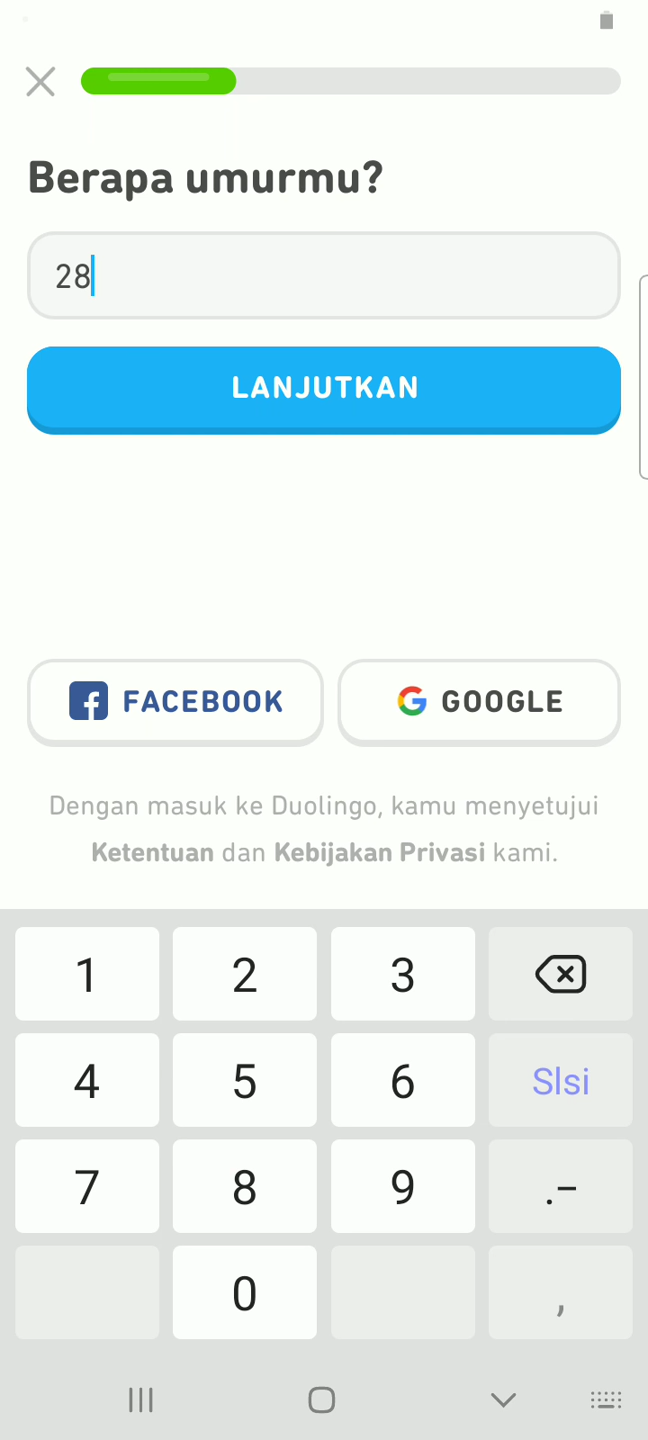 Berapa umurmu?
28
LANJUTKAN
FACEBOOK
GOOGLE
Dengan masuk ke Duolingo, kamu menyetujui
Ketentuan dan Kebijakan Privasi kami.
1 2 3
4 5 6 Slsi
7 8 9 .-
0 ,